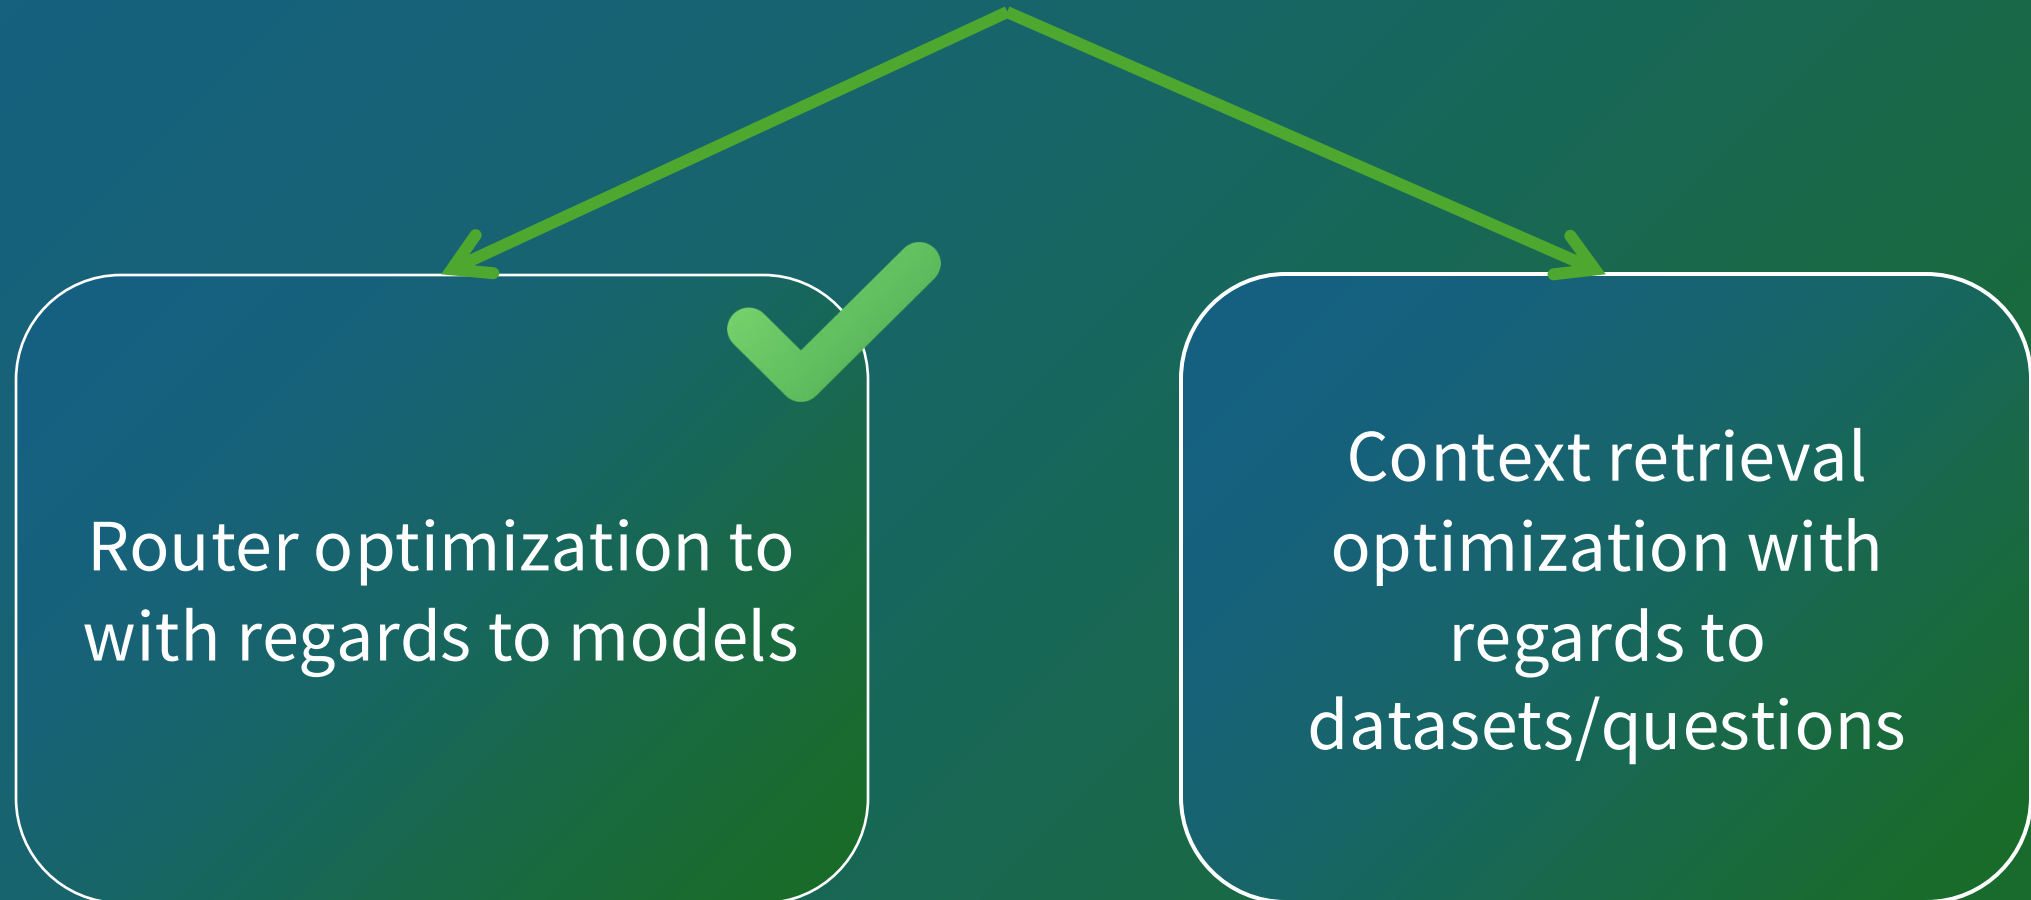 Router optimization to
with regards to models
Context retrieval
optimization with
regards to
datasets/questions